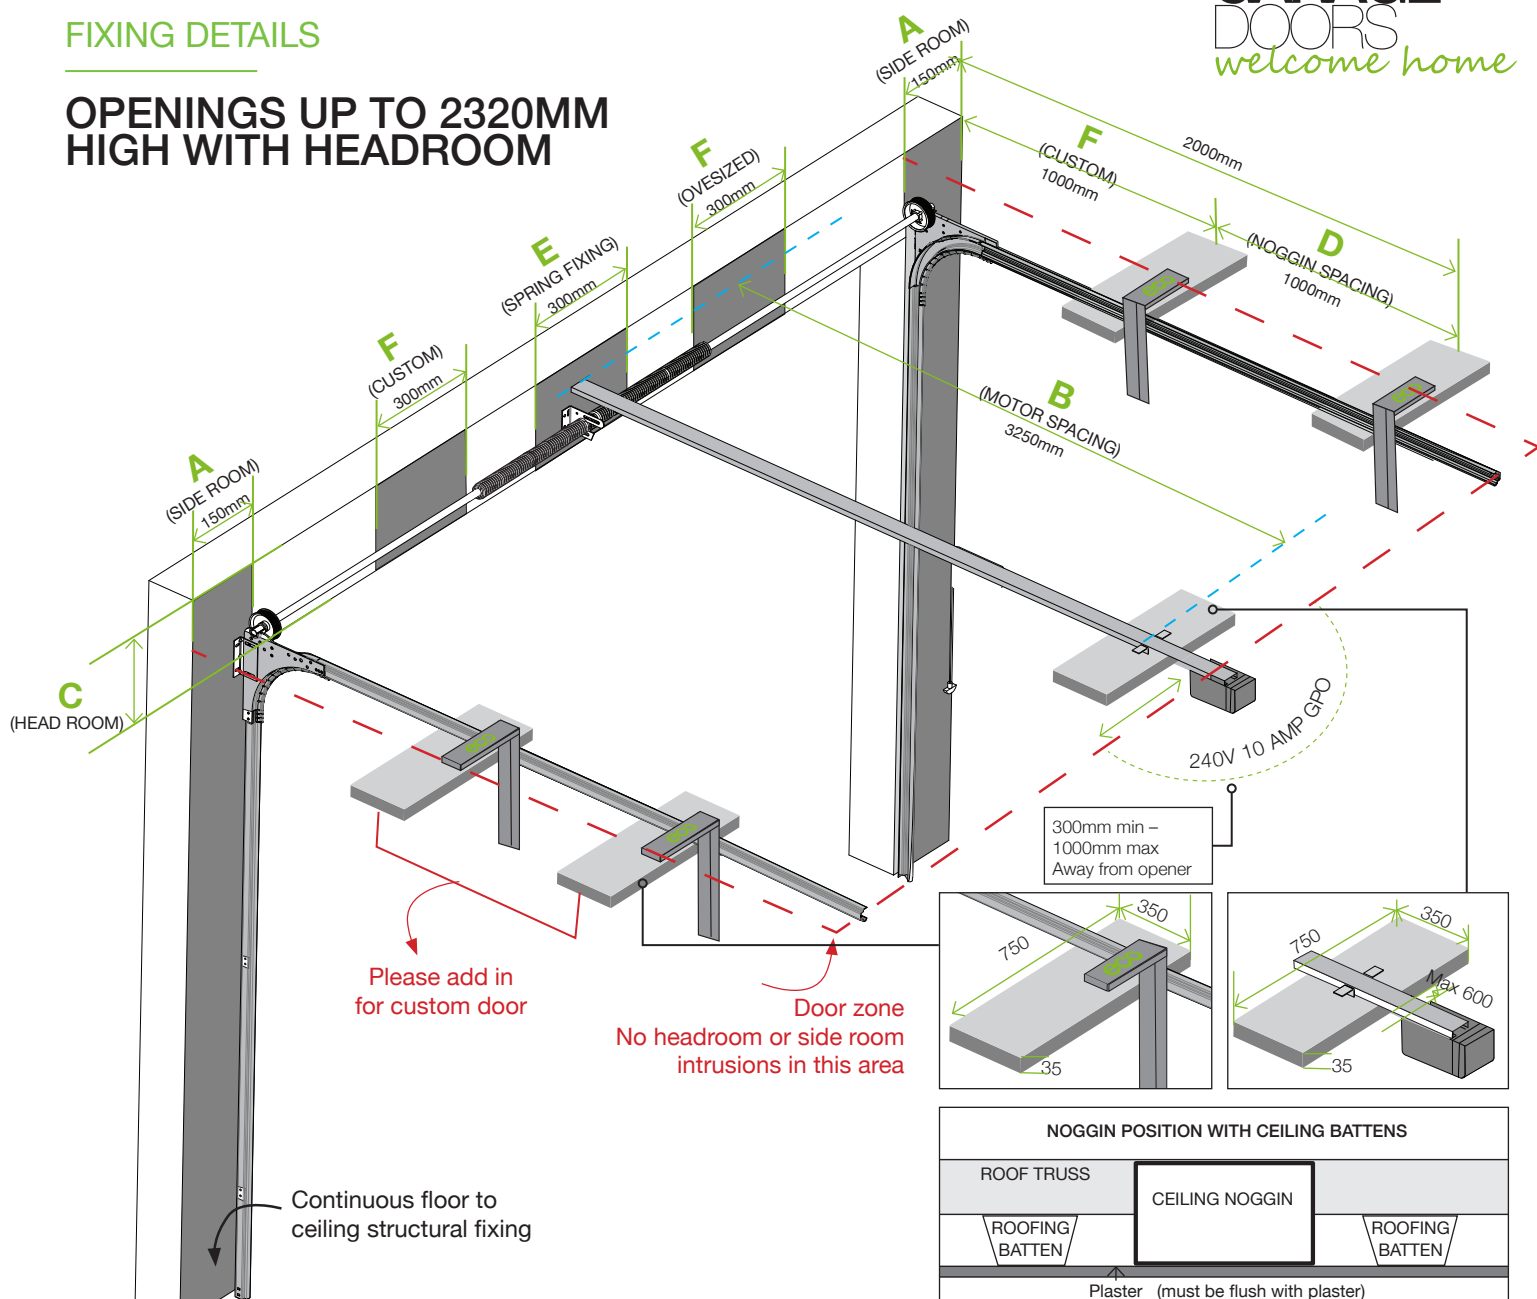 FIXING DETAILS
OPENINGS UP TO 2320MM
HIGH WITH HEADROOM
DOORS
welcome home
A
(SIDE ROOM)
150mm
F
(OVESIZED)
300mm
E
(SPRING FIXING)
300mm
F
(CUSTOM)
300mm
A
(SIDE ROOM)
150mm
C
(HEAD ROOM)
2000mm
F
(CUSTOM)
1000mm
D
(NOGGIN SPACING)
1000mm
B
(MOTOR SPACING)
3250mm
eco
eco
eco
eco
240V 10 AMP GPO
300mm min –
1000mm max
Away from opener
Please add in
for custom door
Door zone
No headroom or side room
intrusions in this area
Continuous floor to
ceiling structural fixing
750
350
eco
35
750
350
Max 600
35
NOGGIN POSITION WITH CEILING BATTENS
ROOF TRUSS
CEILING NOGGIN
ROOFING
BATTEN
ROOFING
BATTEN
Plaster (must be flush with plaster)